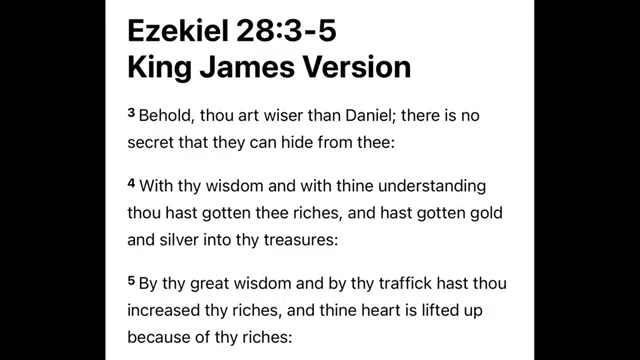 Ezekiel 28:3-5
King James Version
3 Behold, thou art wiser than Daniel; there is no
secret that they can hide from thee:
4 With thy wisdom and with thine understanding
thou hast gotten thee riches, and hast gotten gold
and silver into thy treasures:
5 By thy great wisdom and by thy traffick hast thou
increased thy riches, and thine heart is lifted up
because of thy riches: